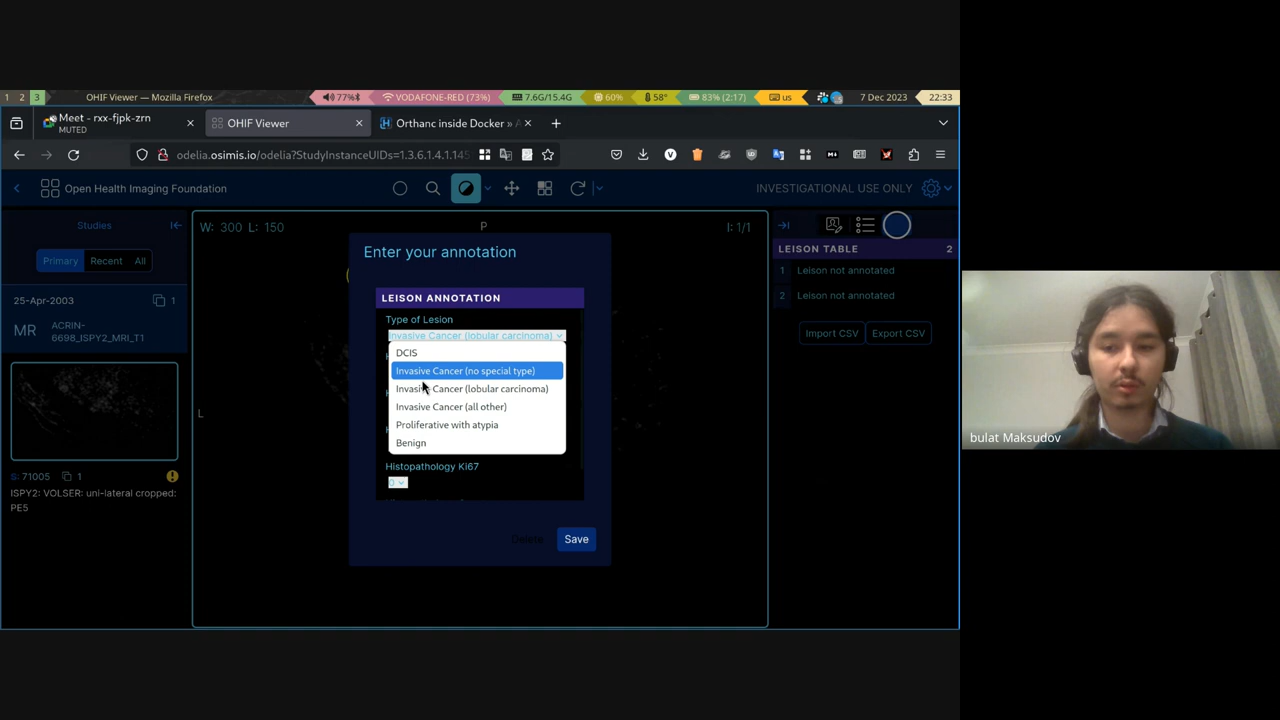 1 2 3 OHIF Viewer — Mozilla Firefox 77% VODAFONE-RED (73%) 7.6G/15.4G 60% 58° 83% (2:17) us 7 Dec 2023 22:33
Meet - rxx-fjpk-zrn
MUTED
OHIF Viewer
Orthanc inside Docker »
odelia.osimis.io/odelia?StudyInstanceUIDs=1.3.6.1.4.1.145
Open Health Imaging Foundation
INVESTIGATIONAL USE ONLY
Studies
Primary Recent All
25-Apr-2003 1
MR ACRIN-
6698_ISPY2_MRI_T1
S: 71005 1
ISPY2: VOLSER: uni-lateral cropped:
PE5
W: 300 L: 150
P
I: 1/1
L
Enter your annotation
LEISON ANNOTATION
Type of Lesion
Invasive Cancer (lobular carcinoma)
DCIS
Invasive Cancer (no special type)
Invasive Cancer (lobular carcinoma)
Invasive Cancer (all other)
Proliferative with atypia
Benign
Histopathology Ki67
0
Delete Save
LEISON TABLE 2
1 Leison not annotated
2 Leison not annotated
Import CSV Export CSV
bulat Maksudov